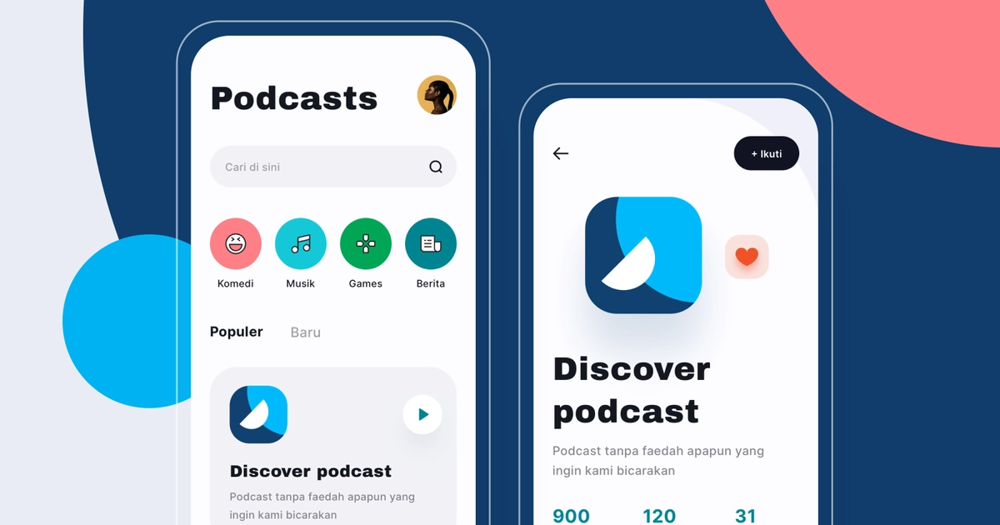 Podcasts
Cari di sini
Komedi Musik Games Berita
Populer Baru
Discover podcast
Podcast tanpa faedah apapun yang
ingin kami bicarakan
+ Ikuti
Discover
podcast
Podcast tanpa faedah apapun yang
ingin kami bicarakan
900 120 31